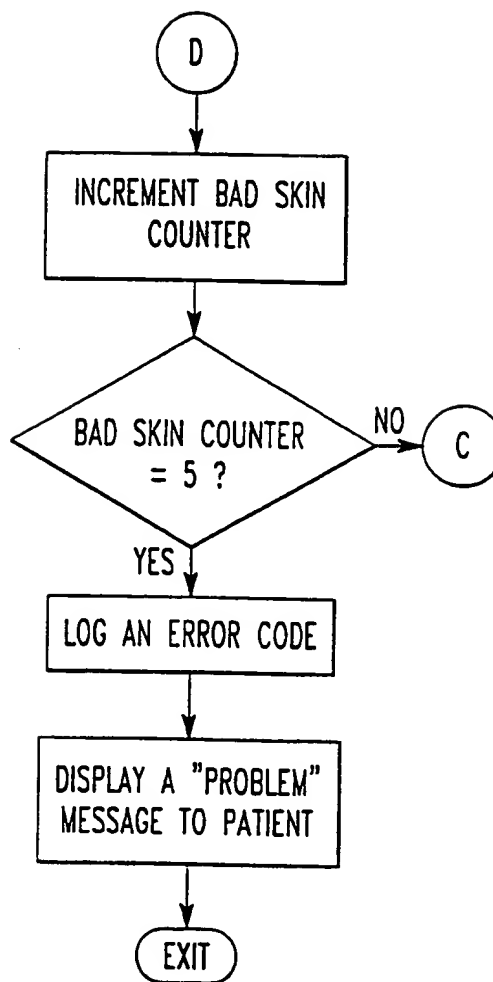 D
INCREMENT BAD SKIN
COUNTER
BAD SKIN COUNTER
= 5 ?
NO
C
YES
LOG AN ERROR CODE
DISPLAY A "PROBLEM"
MESSAGE TO PATIENT
EXIT